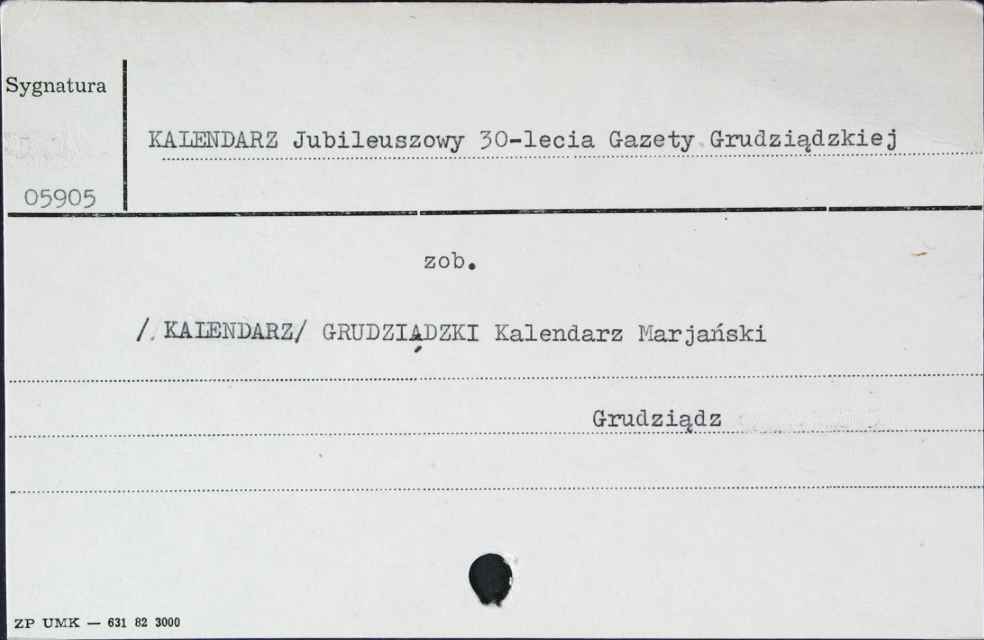 Sygnatura
KALENDARZ Jubileuszowy 30-lecia Gazety Grudziądzkiej
05905
zob.
/ KALENDARZ/ GRUDZIĄDZKI Kalendarz Marjański
Grudziądz
ZP UMK — 631 82 3000